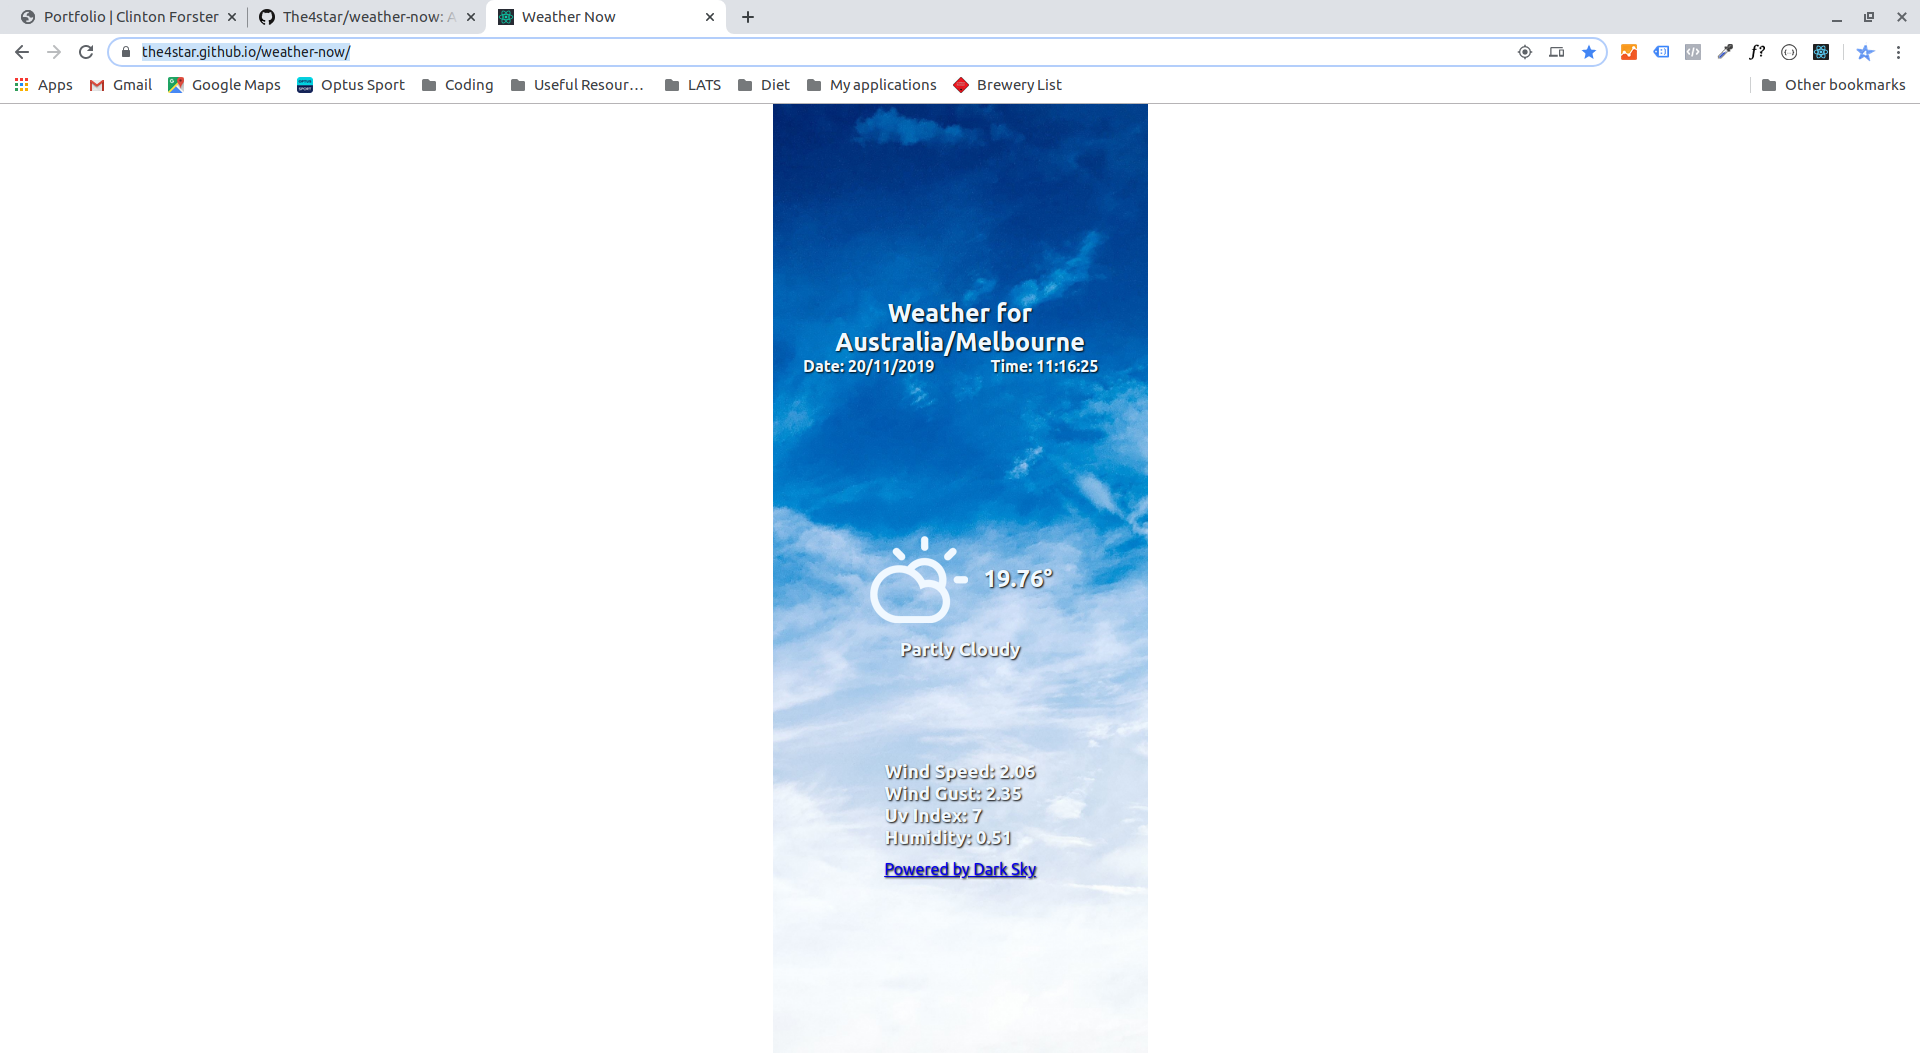 Portfolio | Clinton Forster
The4star/weather-now: A
Weather Now
the4star.github.io/weather-now/
f?
Apps
Gmail
Google Maps
Optus Sport
Coding
Useful Resour…
LATS
Diet
My applications
Brewery List
Other bookmarks
Weather for
Australia/Melbourne
Date: 20/11/2019 Time: 11:16:25
19.76°
Partly Cloudy
Wind Speed: 2.06
Wind Gust: 2.35
Uv Index: 7
Humidity: 0.51
Powered by Dark Sky